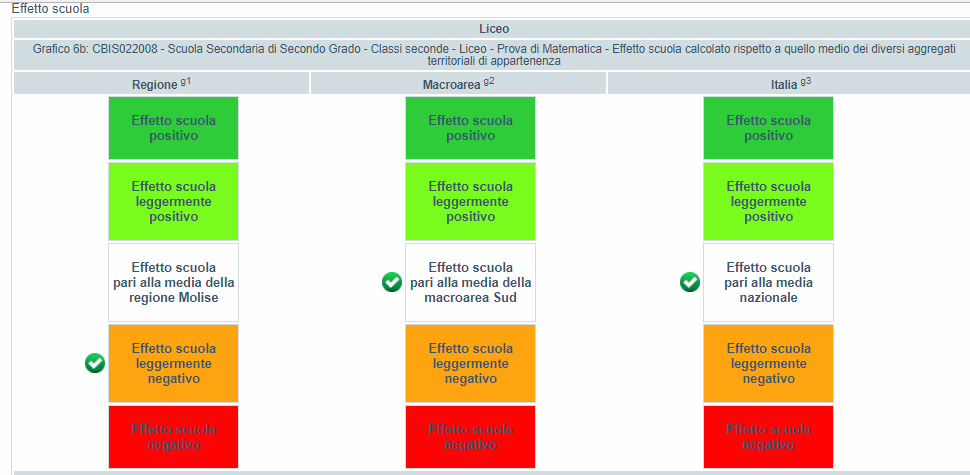 Effetto scuola
Liceo
Grafico 6b: CBIS022008 - Scuola Secondaria di Secondo Grado - Classi seconde - Liceo - Prova di Matematica - Effetto scuola calcolato rispetto a quello medio dei diversi aggregati
territoriali di appartenenza
Regione g1
Macroarea g2
Italia g3
Effetto scuola
positivo
Effetto scuola
positivo
Effetto scuola
positivo
Effetto scuola
leggermente
positivo
Effetto scuola
leggermente
positivo
Effetto scuola
leggermente
positivo
Effetto scuola
pari alla media della
regione Molise
Effetto scuola
pari alla media della
macroarea Sud
Effetto scuola
pari alla media
nazionale
Effetto scuola
leggermente
negativo
Effetto scuola
leggermente
negativo
Effetto scuola
leggermente
negativo
Effetto scuola
negativo
Effetto scuola
negativo
Effetto scuola
negativo